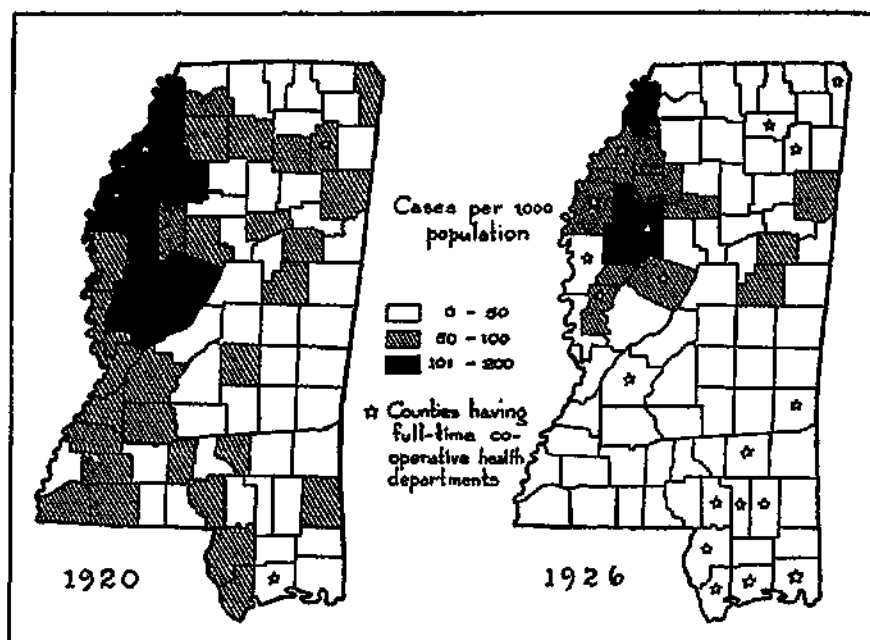 Cases per 1000
population
0 - 50
50 - 100
101 - 200
☆ Counties having
full-time co-
operative health
departments
1920
1926